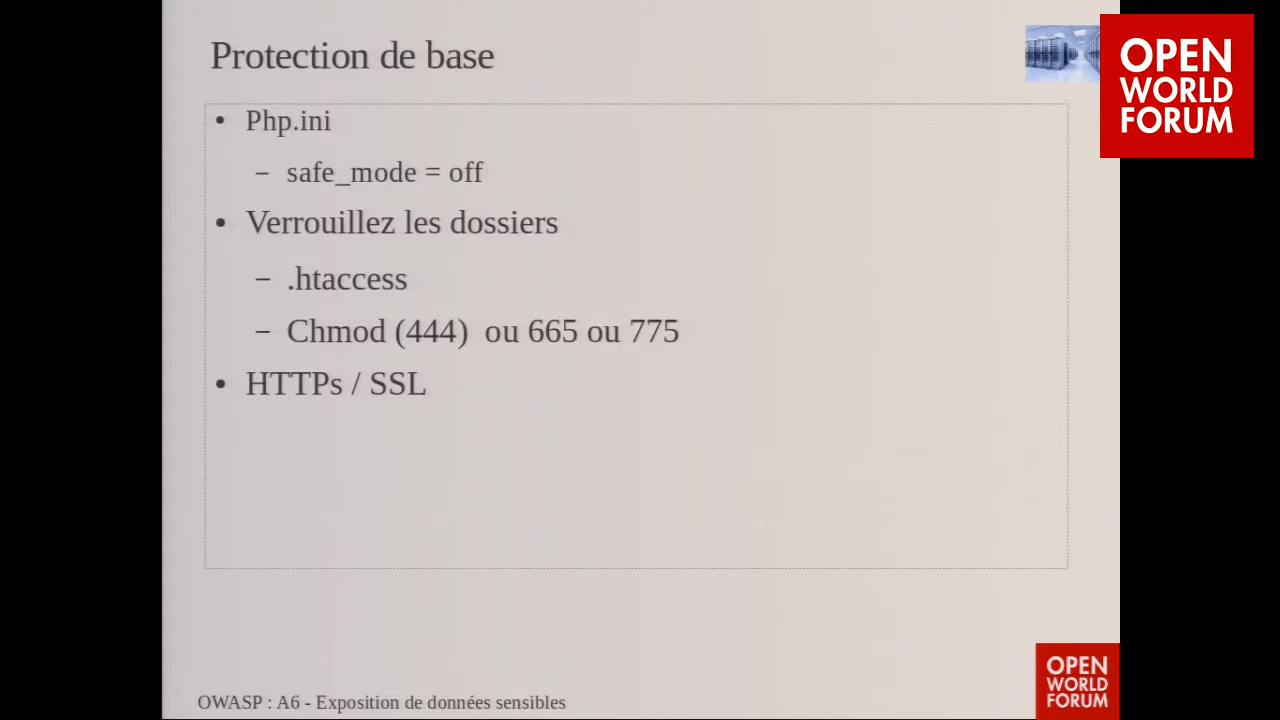 Protection de base
OPEN
WORLD
FORUM
• Php.ini
– safe_mode = off
• Verrouillez les dossiers
– .htaccess
– Chmod (444) ou 665 ou 775
• HTTPs / SSL
OWASP : A6 - Exposition de données sensibles
OPEN
WORLD
FORUM